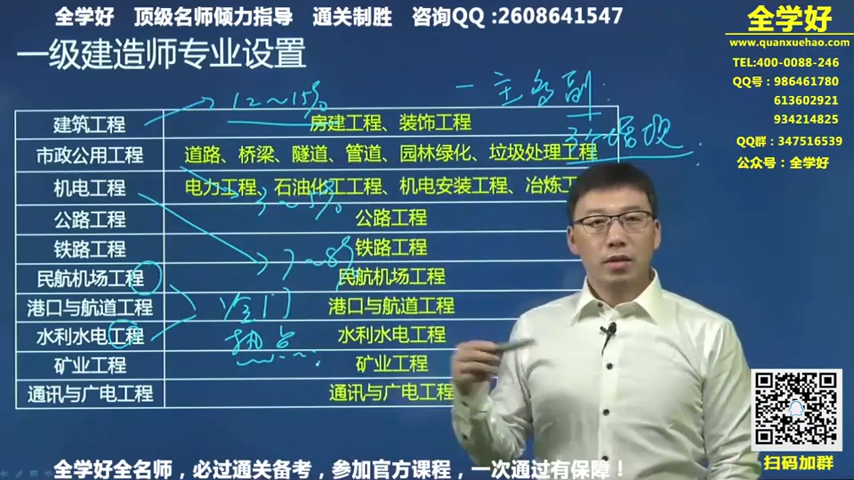 全学好 顶级名师倾力指导 通关制胜 咨询QQ :2608641547
全学好
www.quanxuehao.com
TEL:400-0088-246
QQ号：986461780
613602921
934214825
QQ群：347516539
公众号：全学好
一级建造师专业设置
12～15%
一主多副
建筑工程 房建工程、装饰工程
市政公用工程 道路、桥梁、隧道、管道、园林绿化、垃圾处理工程
机电工程 电力工程、石油化工工程、机电安装工程、冶炼工
3～5%
公路工程 公路工程
铁路工程 铁路工程
7～8%
民航机场工程 民航机场工程
港口与航道工程 港口与航道工程
水利水电工程 水利水电工程
热点
矿业工程 矿业工程
通讯与广电工程 通讯与广电工程
扫码加群
全学好全名师，必过通关备考，参加官方课程，一次通过有保障！